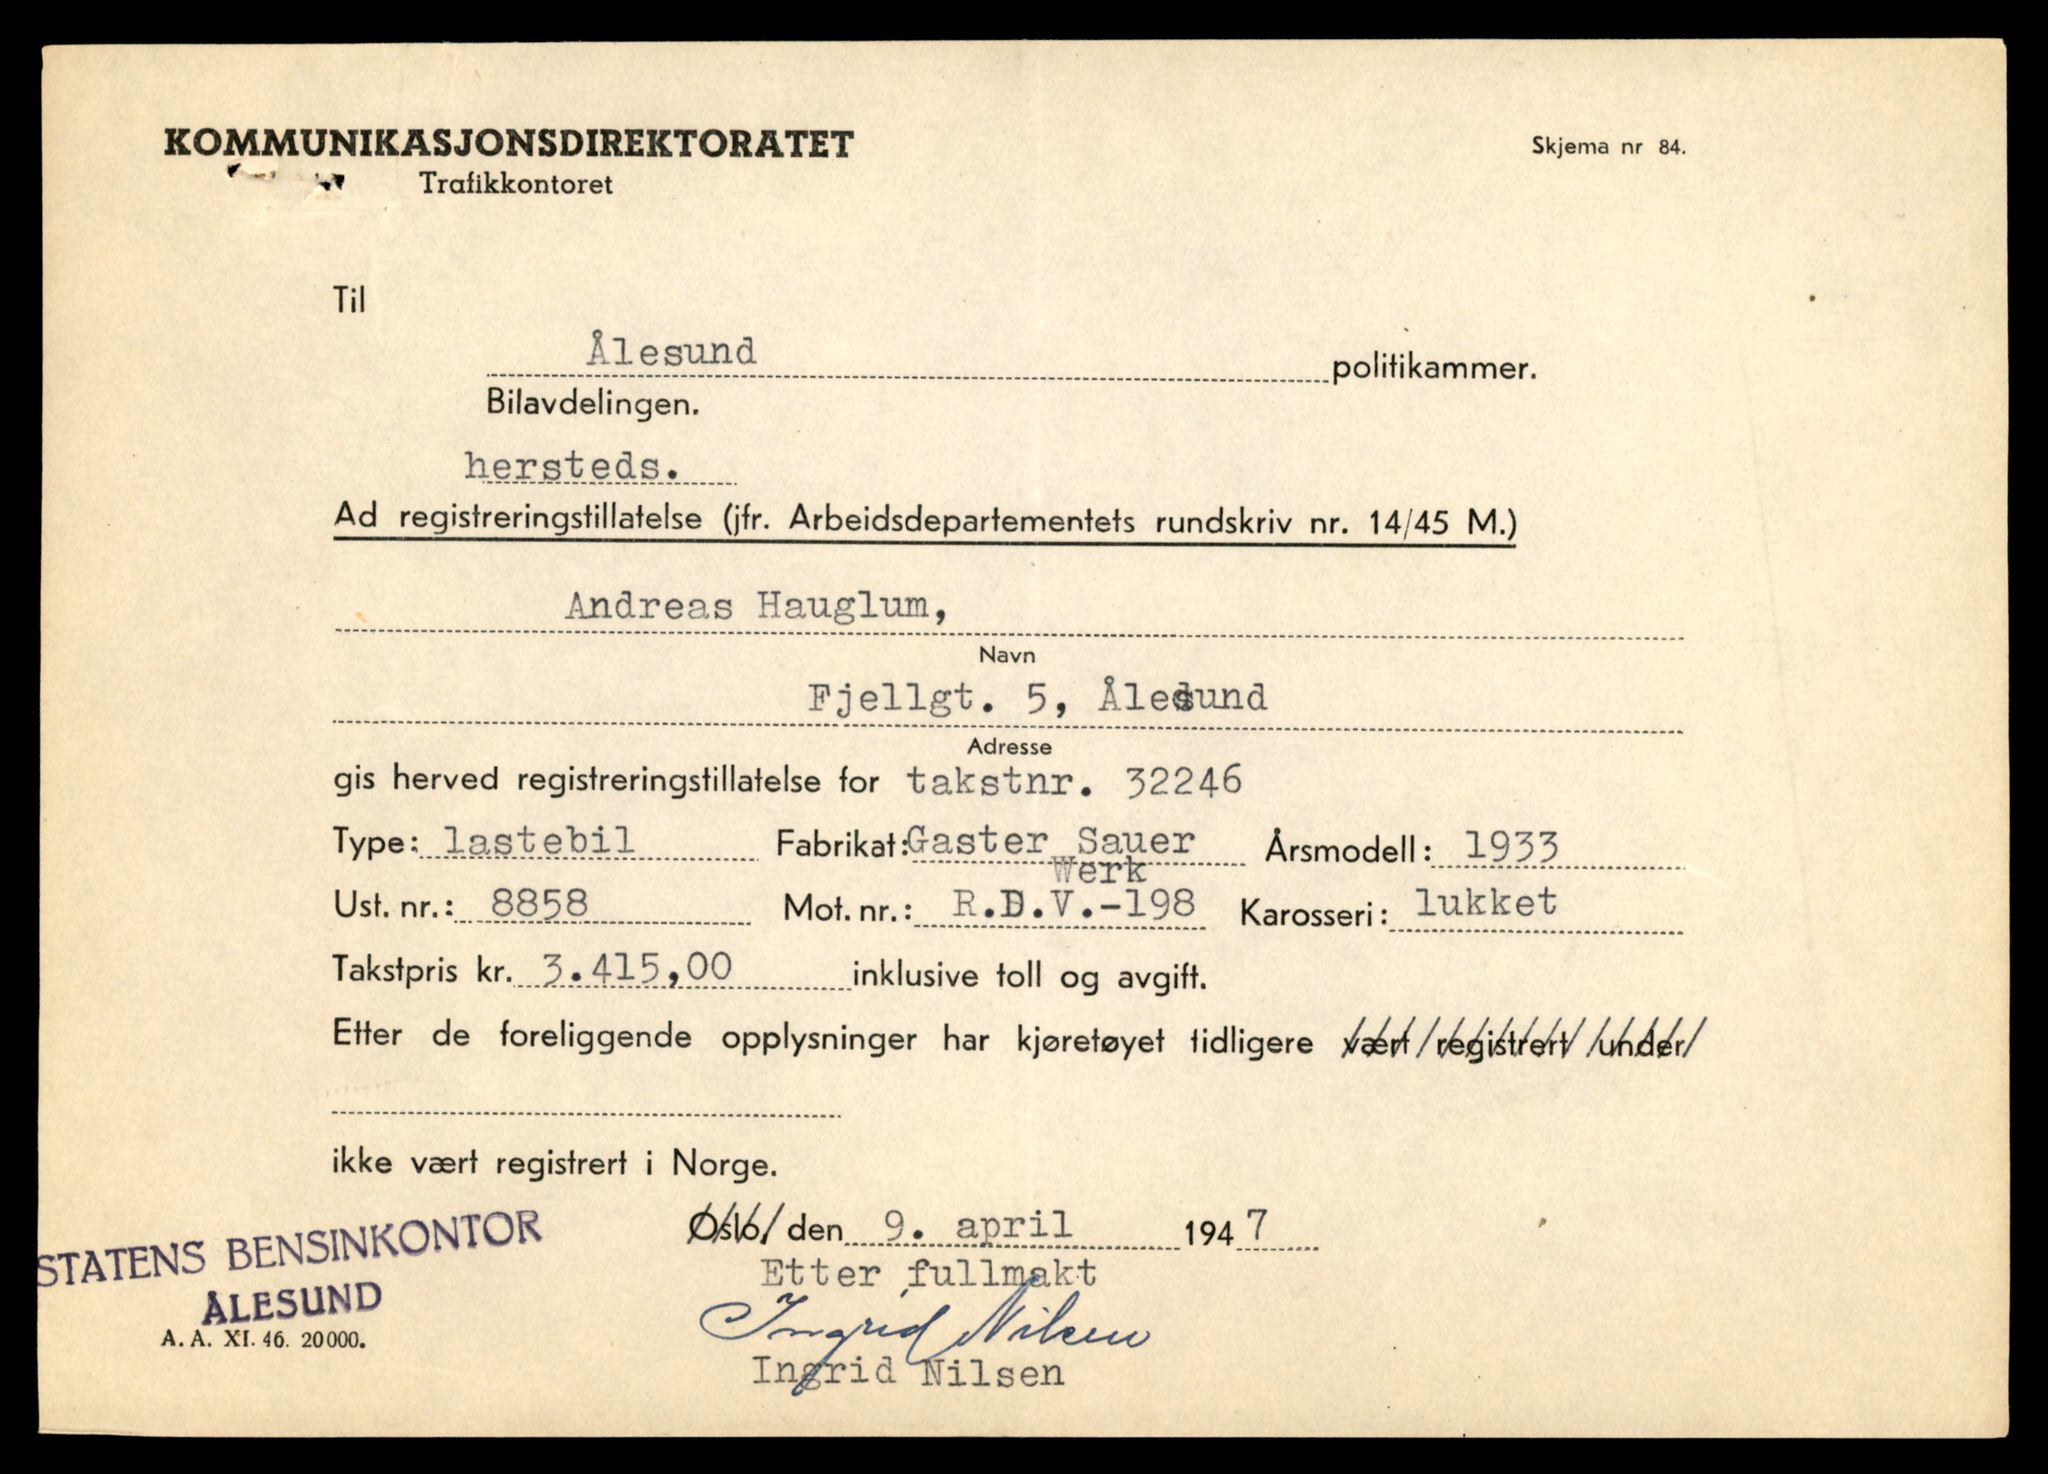 KOMMUNIKASJONSDIREKTORATET
Trafikkontoret
Skjema nr 84.
Til
Ålesund politikammer.
Bilavdelingen.
hersteds.
Ad registreringstillatelse (jfr. Arbeidsdepartementets rundskriv nr. 14/45 M.)
Andreas Hauglum,
Navn
Fjellgt. 5, Ålesund
Adresse
gis herved registreringstillatelse for takstnr. 32246
Type: lastebil Fabrikat: Gaster Sauer Årsmodell: 1933
Werk
Ust. nr.: 8858 Mot. nr.: R.D.V.-198 Karosseri: lukket
Takstpris kr. 3.415,00 inklusive toll og avgift.
Etter de foreliggende opplysninger har kjøretøyet tidligere vært registrert under
ikke vært registrert i Norge.
Oslo, den 9. april 1947
Etter fullmakt
Ingrid Nilsen
Ingrid Nilsen
STATENS BENSINKONTOR
ÅLESUND
A. A. XI. 46. 20000.